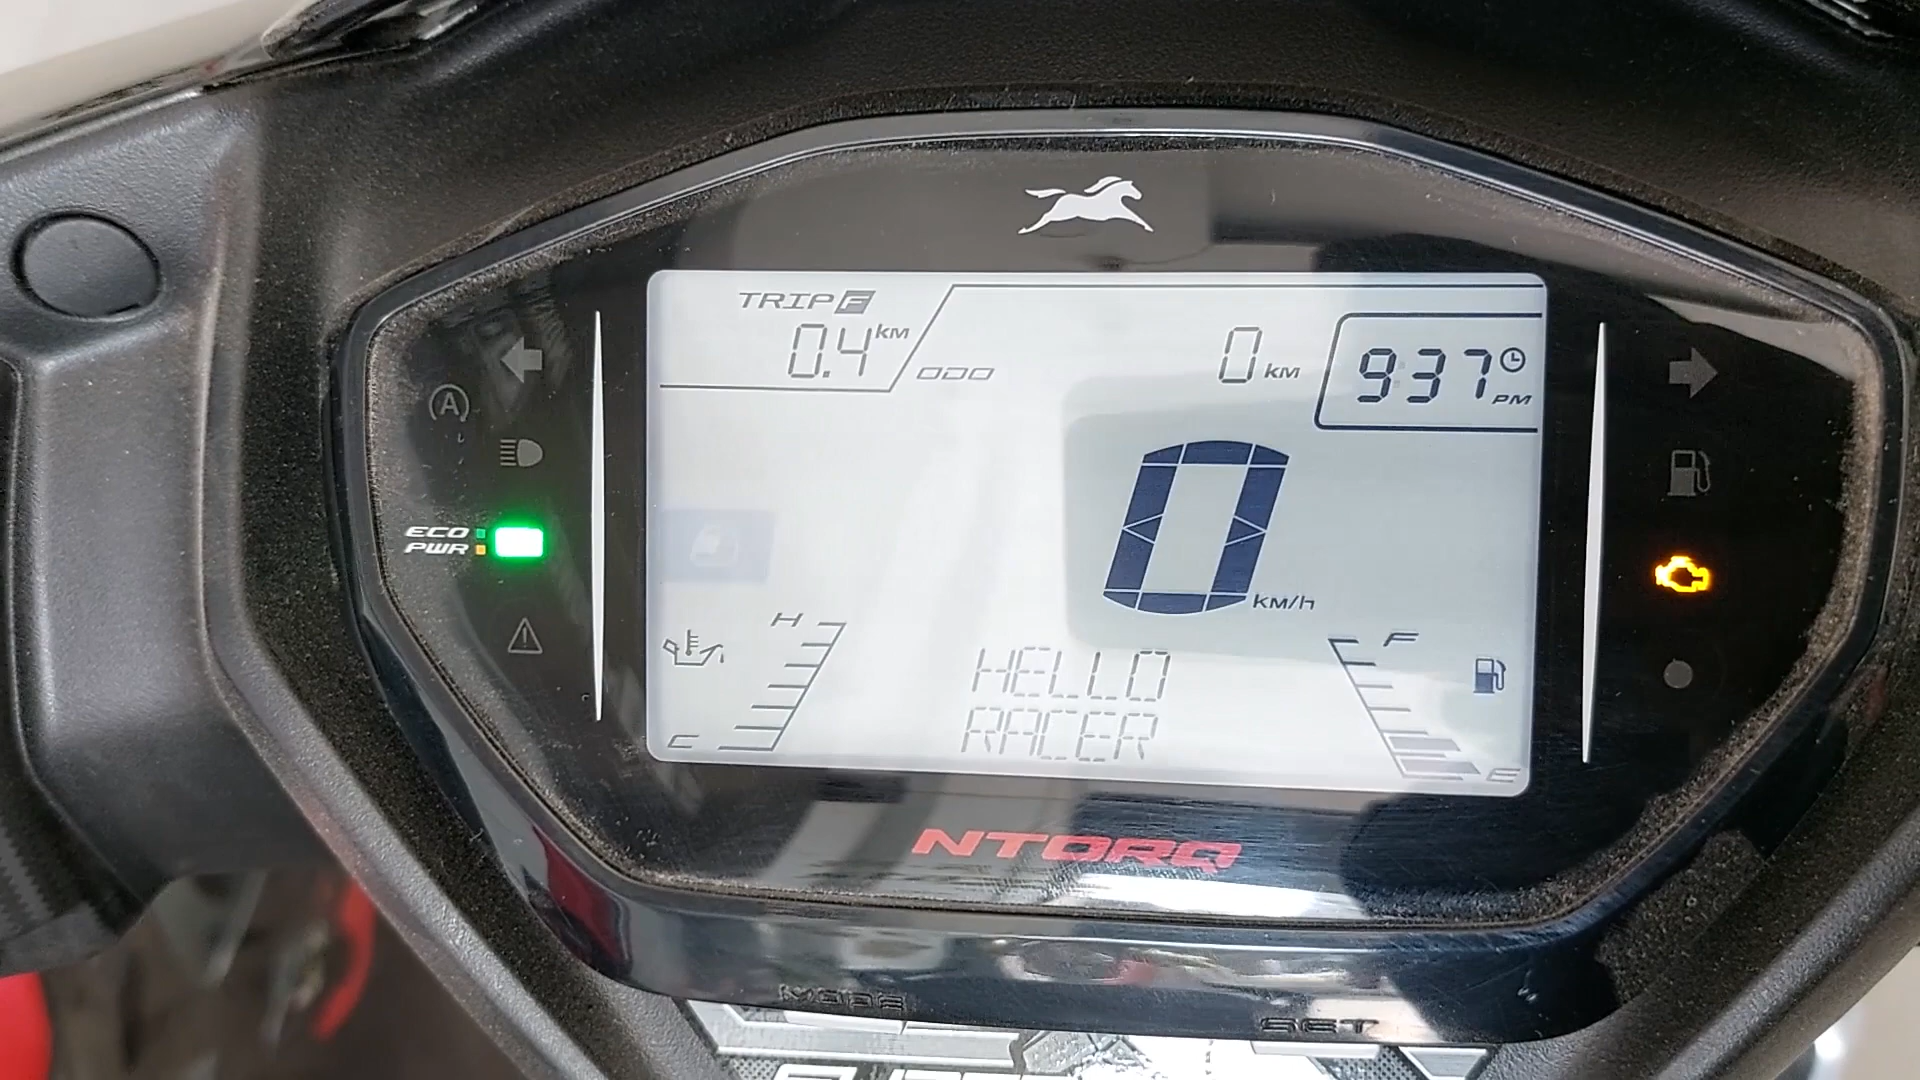 TRIP F
0.4 KM
ODO 0 KM
9:37 PM
A
ECO
PWR
0 KM/h
H
C
HELLO
RACER
F
E
NTORQ
MODE
SET